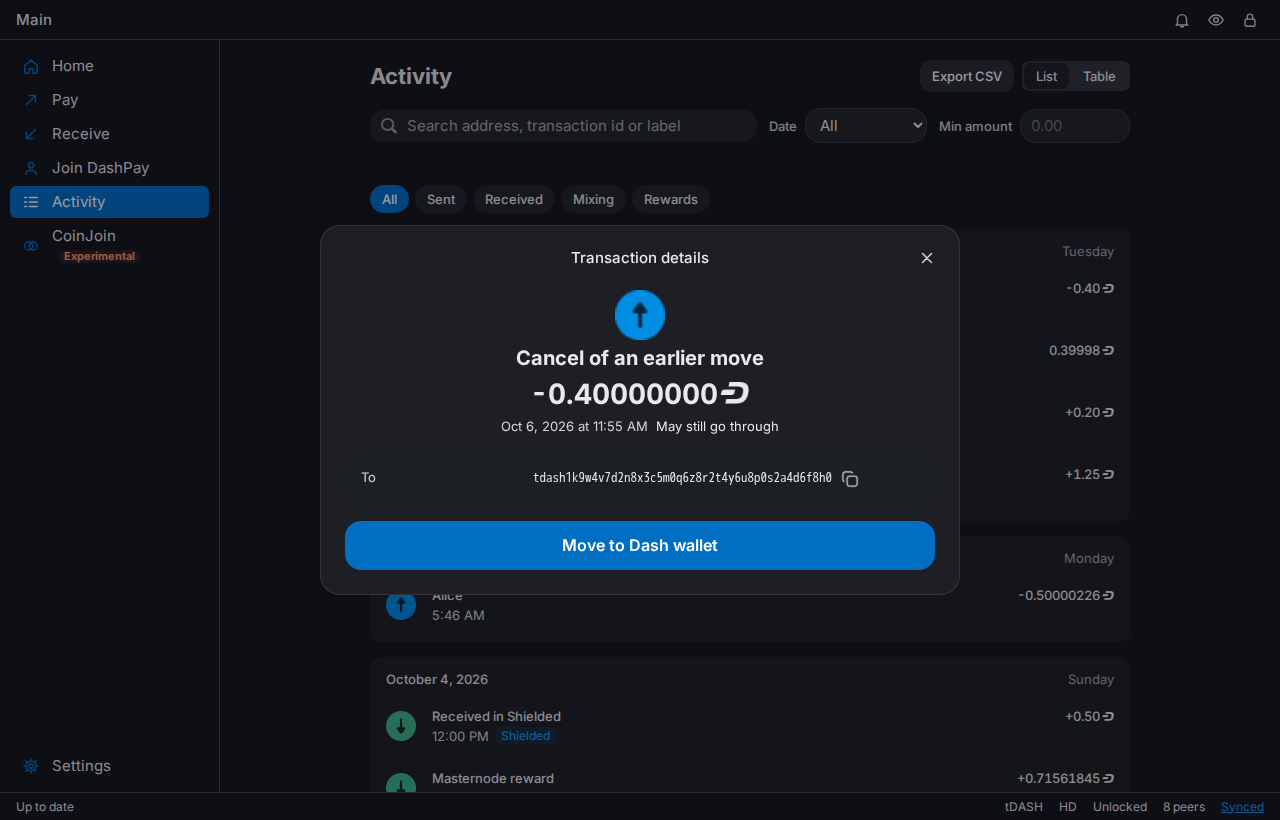 Main
Home
Pay
Receive
Join DashPay
Activity
CoinJoin
Experimental
Settings
Activity
Export CSV
List
Table
Search address, transaction id or label
Date
All
Min amount
0.00
All
Sent
Received
Mixing
Rewards
Tuesday
-0.40
0.39998
+0.20
+1.25
Transaction details
Cancel of an earlier move
-0.40000000
Oct 6, 2026 at 11:55 AM May still go through
To
tdash1k9w4v7d2n8x3c5m0q6z8r2t4y6u8p0s2a4d6f8h0
Move to Dash wallet
Monday
Alice
-0.50000226
5:46 AM
October 4, 2026
Sunday
Received in Shielded
+0.50
12:00 PM Shielded
Masternode reward
+0.71561845
Up to date
tDASH
HD
Unlocked
8 peers
Synced